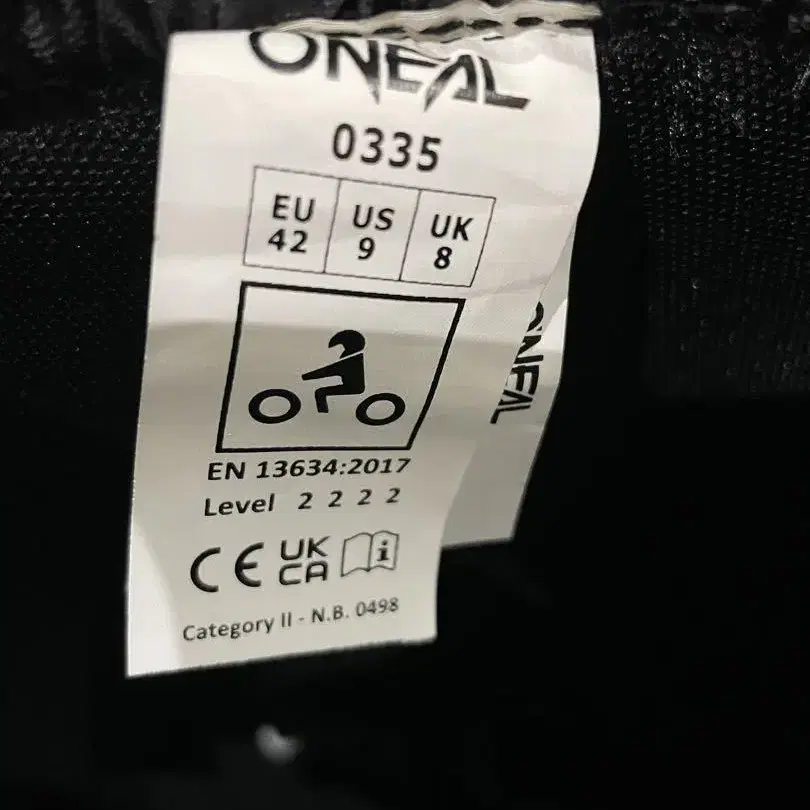 ONEAL
0335
EU US UK
42 9 8
ONEAL
EN 13634:2017
Level 2 2 2 2
CE UK CA i
Category II - N.B. 0498